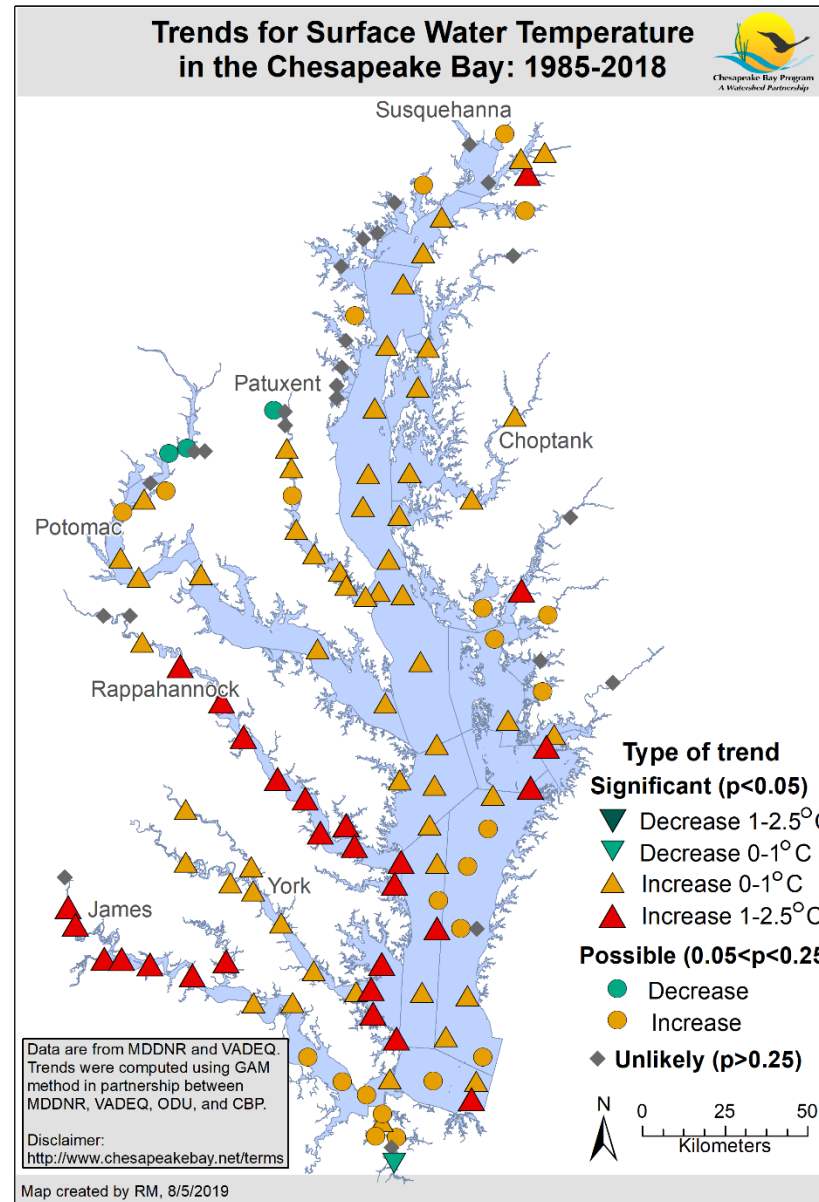 Trends for Surface Water Temperature
in the Chesapeake Bay: 1985-2018
Chesapeake Bay Program
A Watershed Partnership
Susquehanna
Patuxent
Choptank
Potomac
Rappahannock
York
James
Type of trend
Significant (p<0.05)
Decrease 1-2.5°C
Decrease 0-1°C
Increase 0-1°C
Increase 1-2.5°C
Possible (0.05<p<0.25
Decrease
Increase
Unlikely (p>0.25)
N
0 25 50
Kilometers
Data are from MDDNR and VADEQ.
Trends were computed using GAM
method in partnership between
MDDNR, VADEQ, ODU, and CBP.
Disclaimer:
http://www.chesapeakebay.net/terms
Map created by RM, 8/5/2019